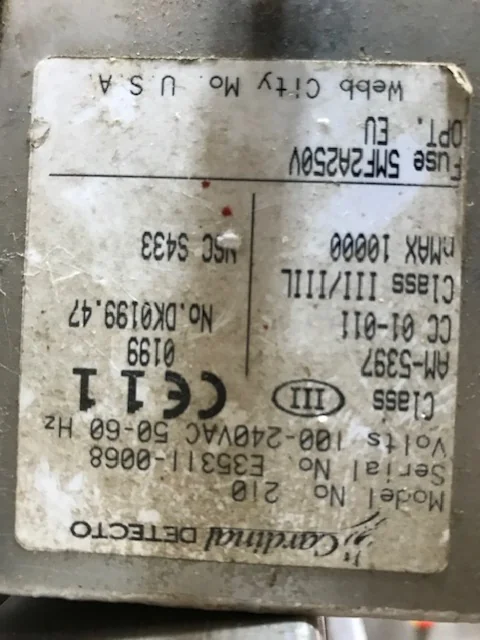 Cardinal DETECTO
Model No. 210
Serial No. E35311-0068
Volts 100-240VAC 50-60 Hz
Class III CE 11
AM-5397 0199
CC 01-011 No.DK0199.47
Class III/IIIL
nMAX 10000 NSC S433
Fuse 5MF2A250V
OPT. EU
Webb City Mo. U S A